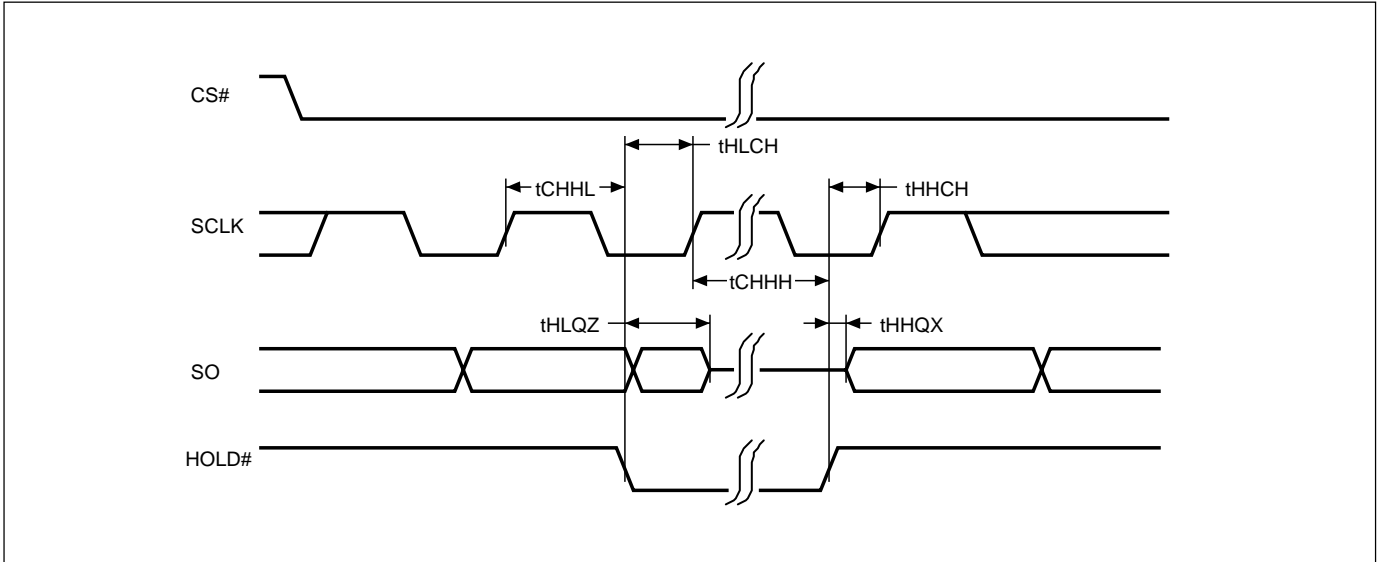 CS#
tHLCH
tCHHL
tHHCH
SCLK
tCHHH
tHLQZ
tHHQX
SO
HOLD#